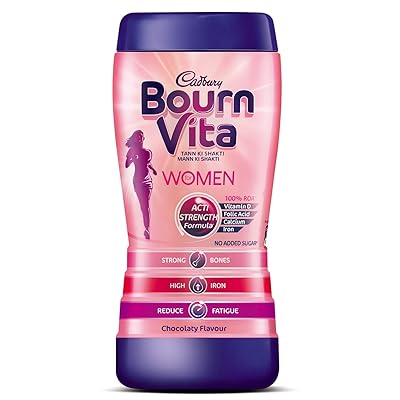 Cadbury
Bourn
Vita
TANN KI SHAKTI
MANN KI SHAKTI
for
WOMEN
100% RDA*
ACTI
STRENGTH
Formula*
Vitamin D
Folic Acid
Calcium
Iron
NO ADDED SUGAR*
STRONG BONES
HIGH IRON
REDUCE FATIGUE
Chocolaty Flavour